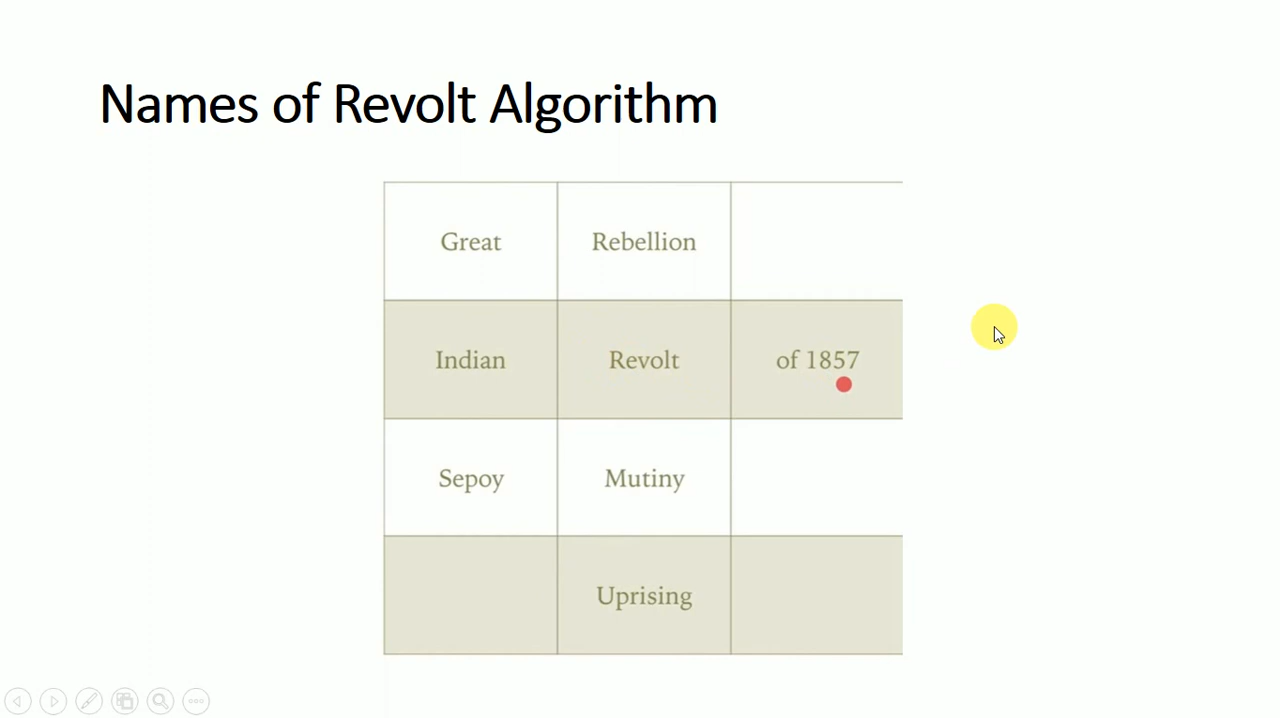 Names of Revolt Algorithm
Great Rebellion
Indian Revolt of 1857
Sepoy Mutiny
Uprising